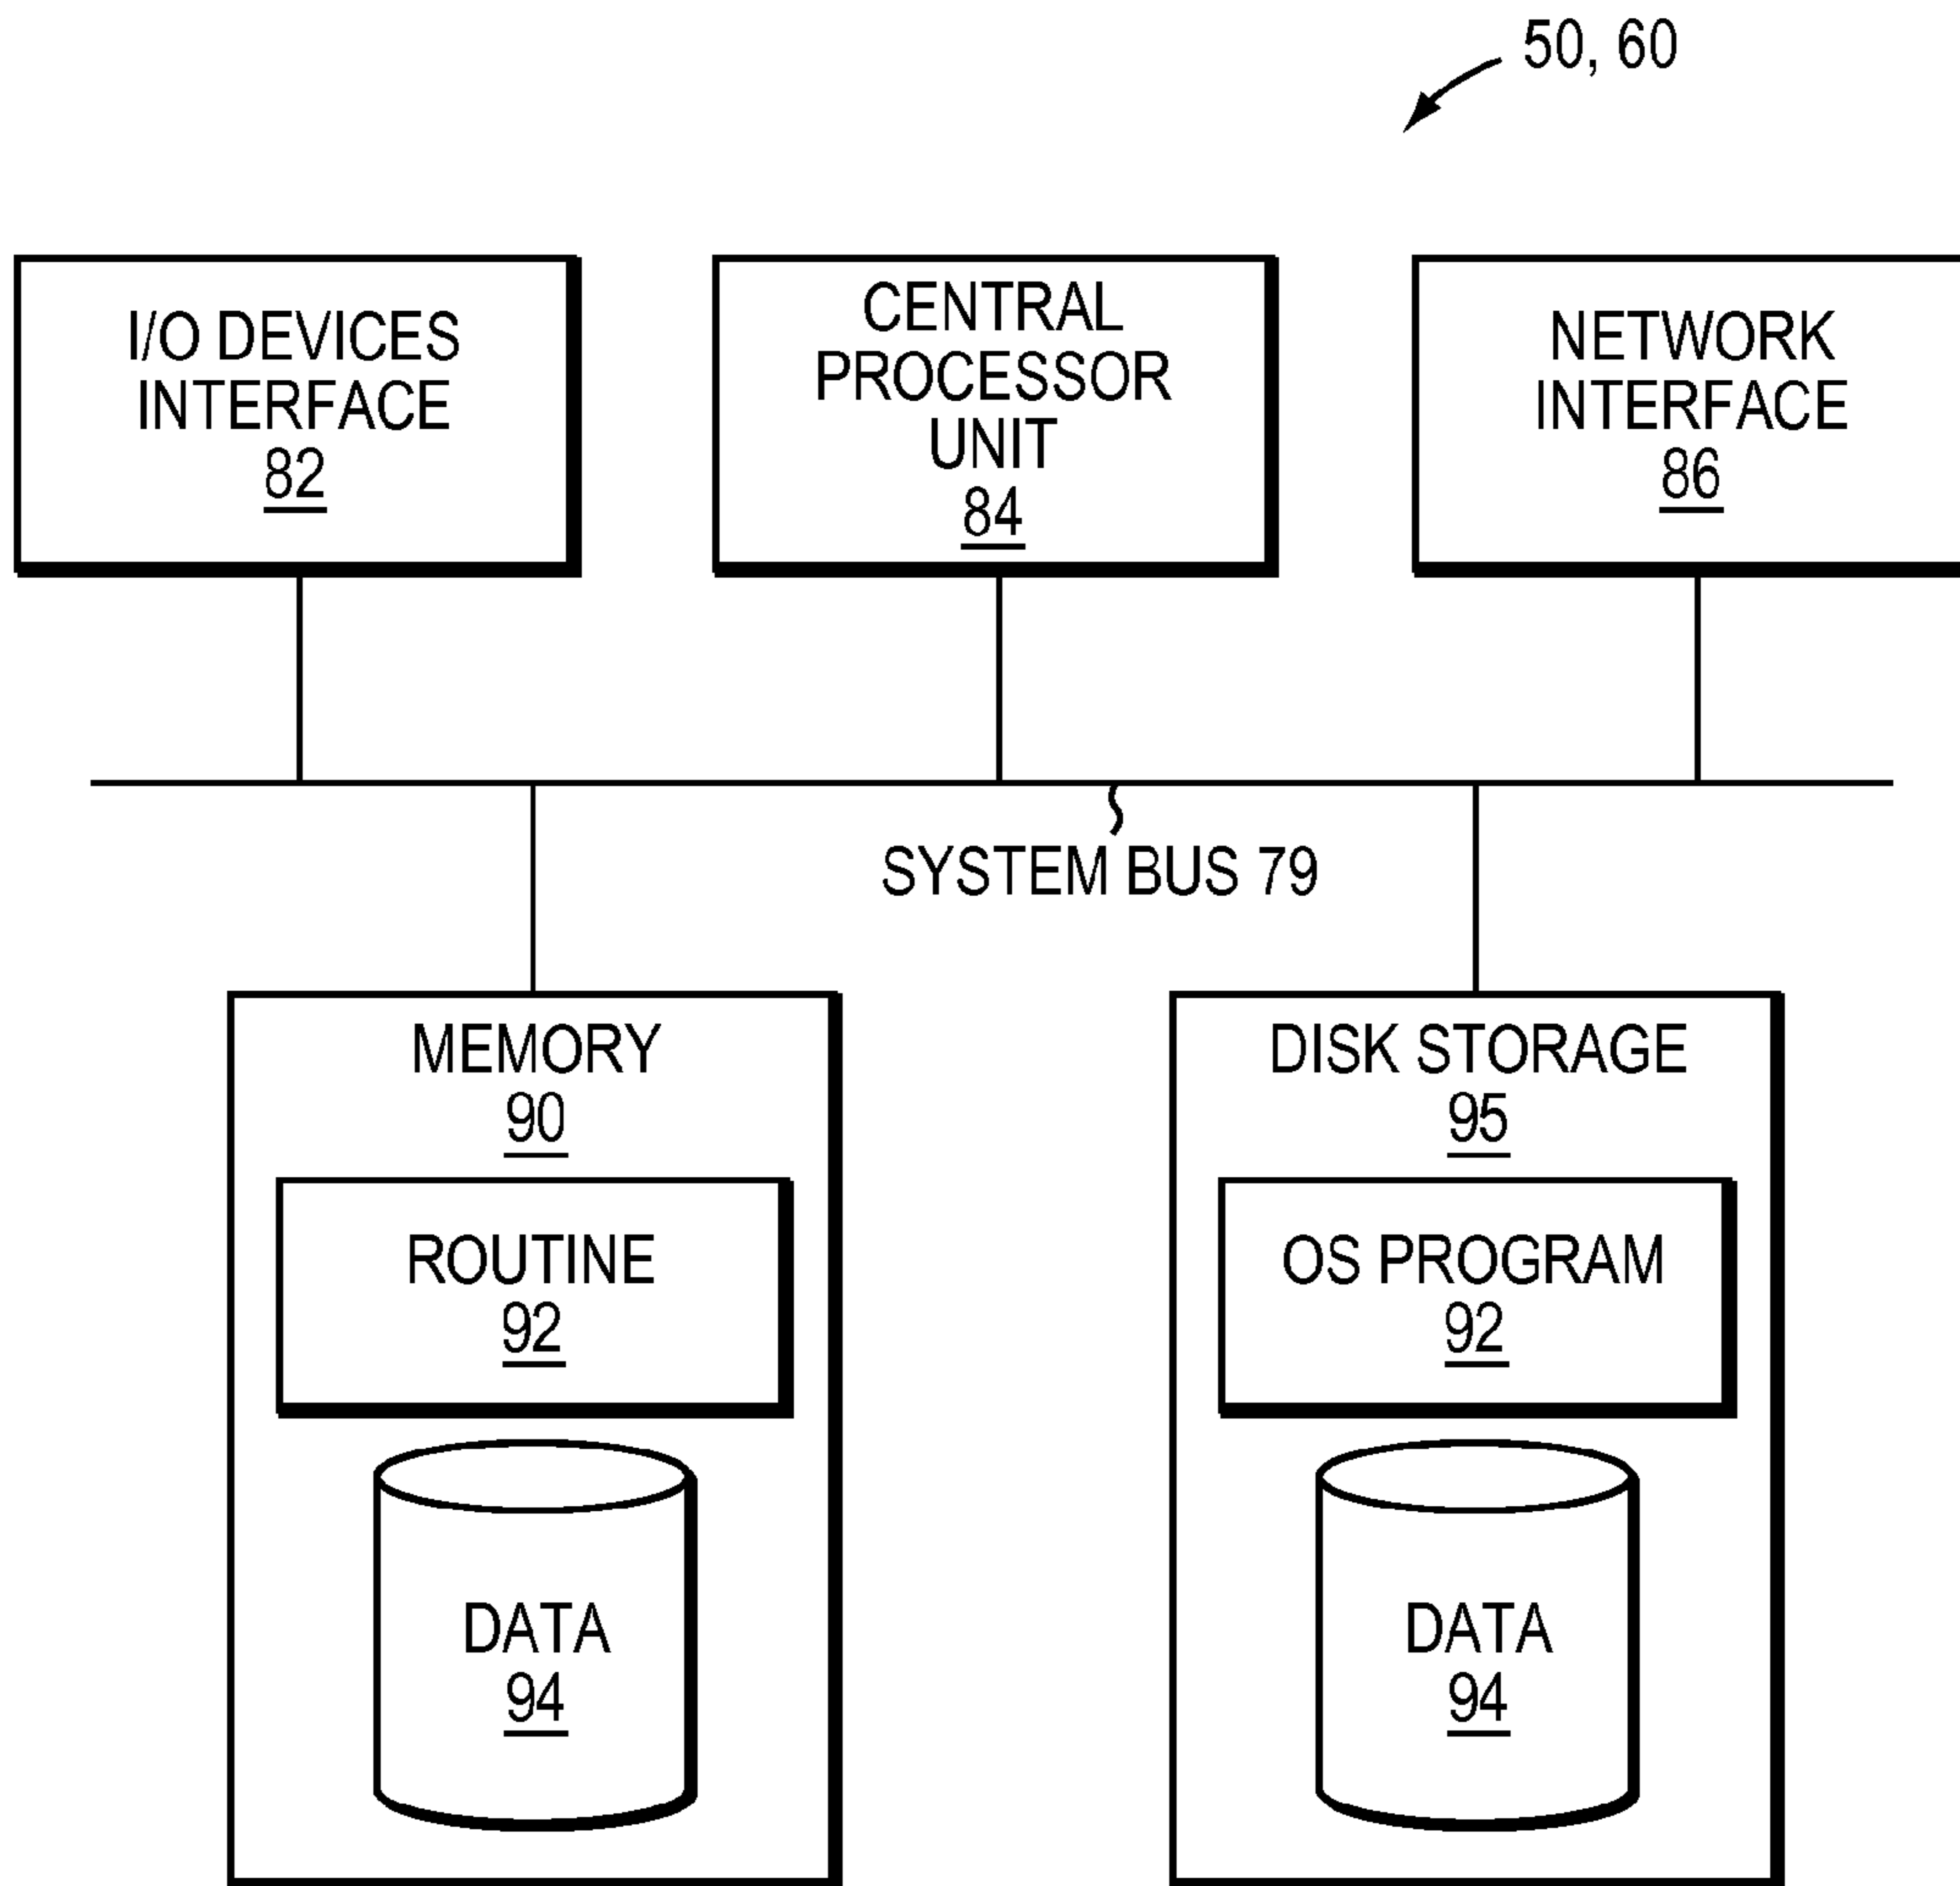 50, 60
I/O DEVICES
INTERFACE
82
CENTRAL
PROCESSOR
UNIT
84
NETWORK
INTERFACE
86
SYSTEM BUS 79
MEMORY
90
ROUTINE
92
DATA
94
DISK STORAGE
95
OS PROGRAM
92
DATA
94